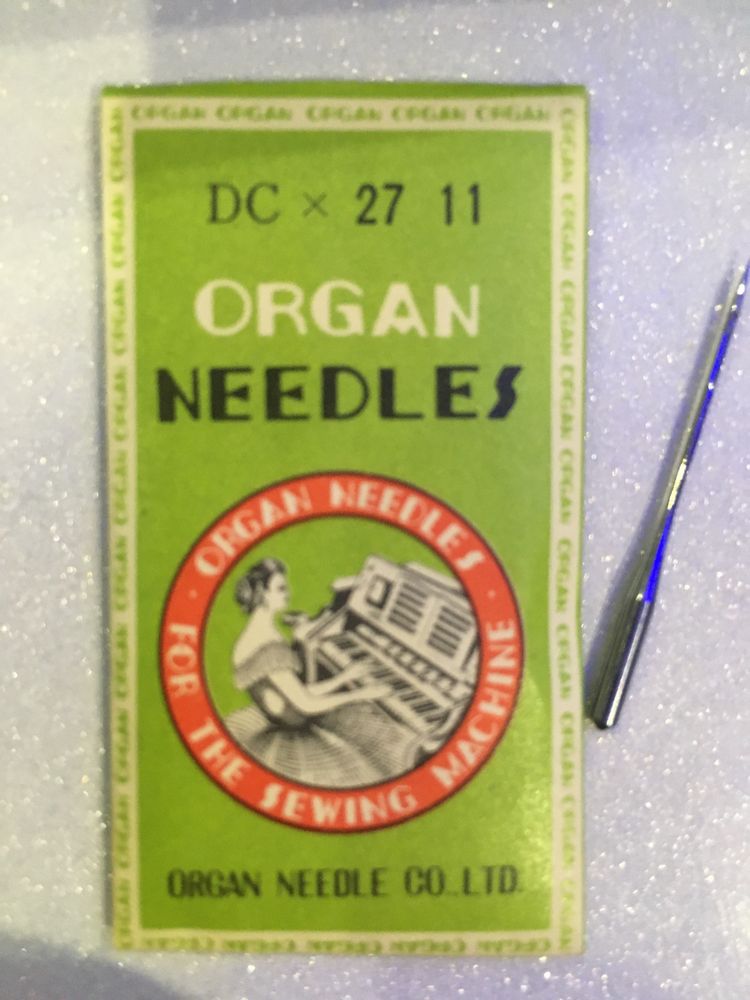 ORGAN ORGAN ORGAN ORGAN ORGAN
DC × 27 11
ORGAN
NEEDLES
ORGAN NEEDLES
FOR THE SEWING MACHINE
ORGAN NEEDLE CO.,LTD.